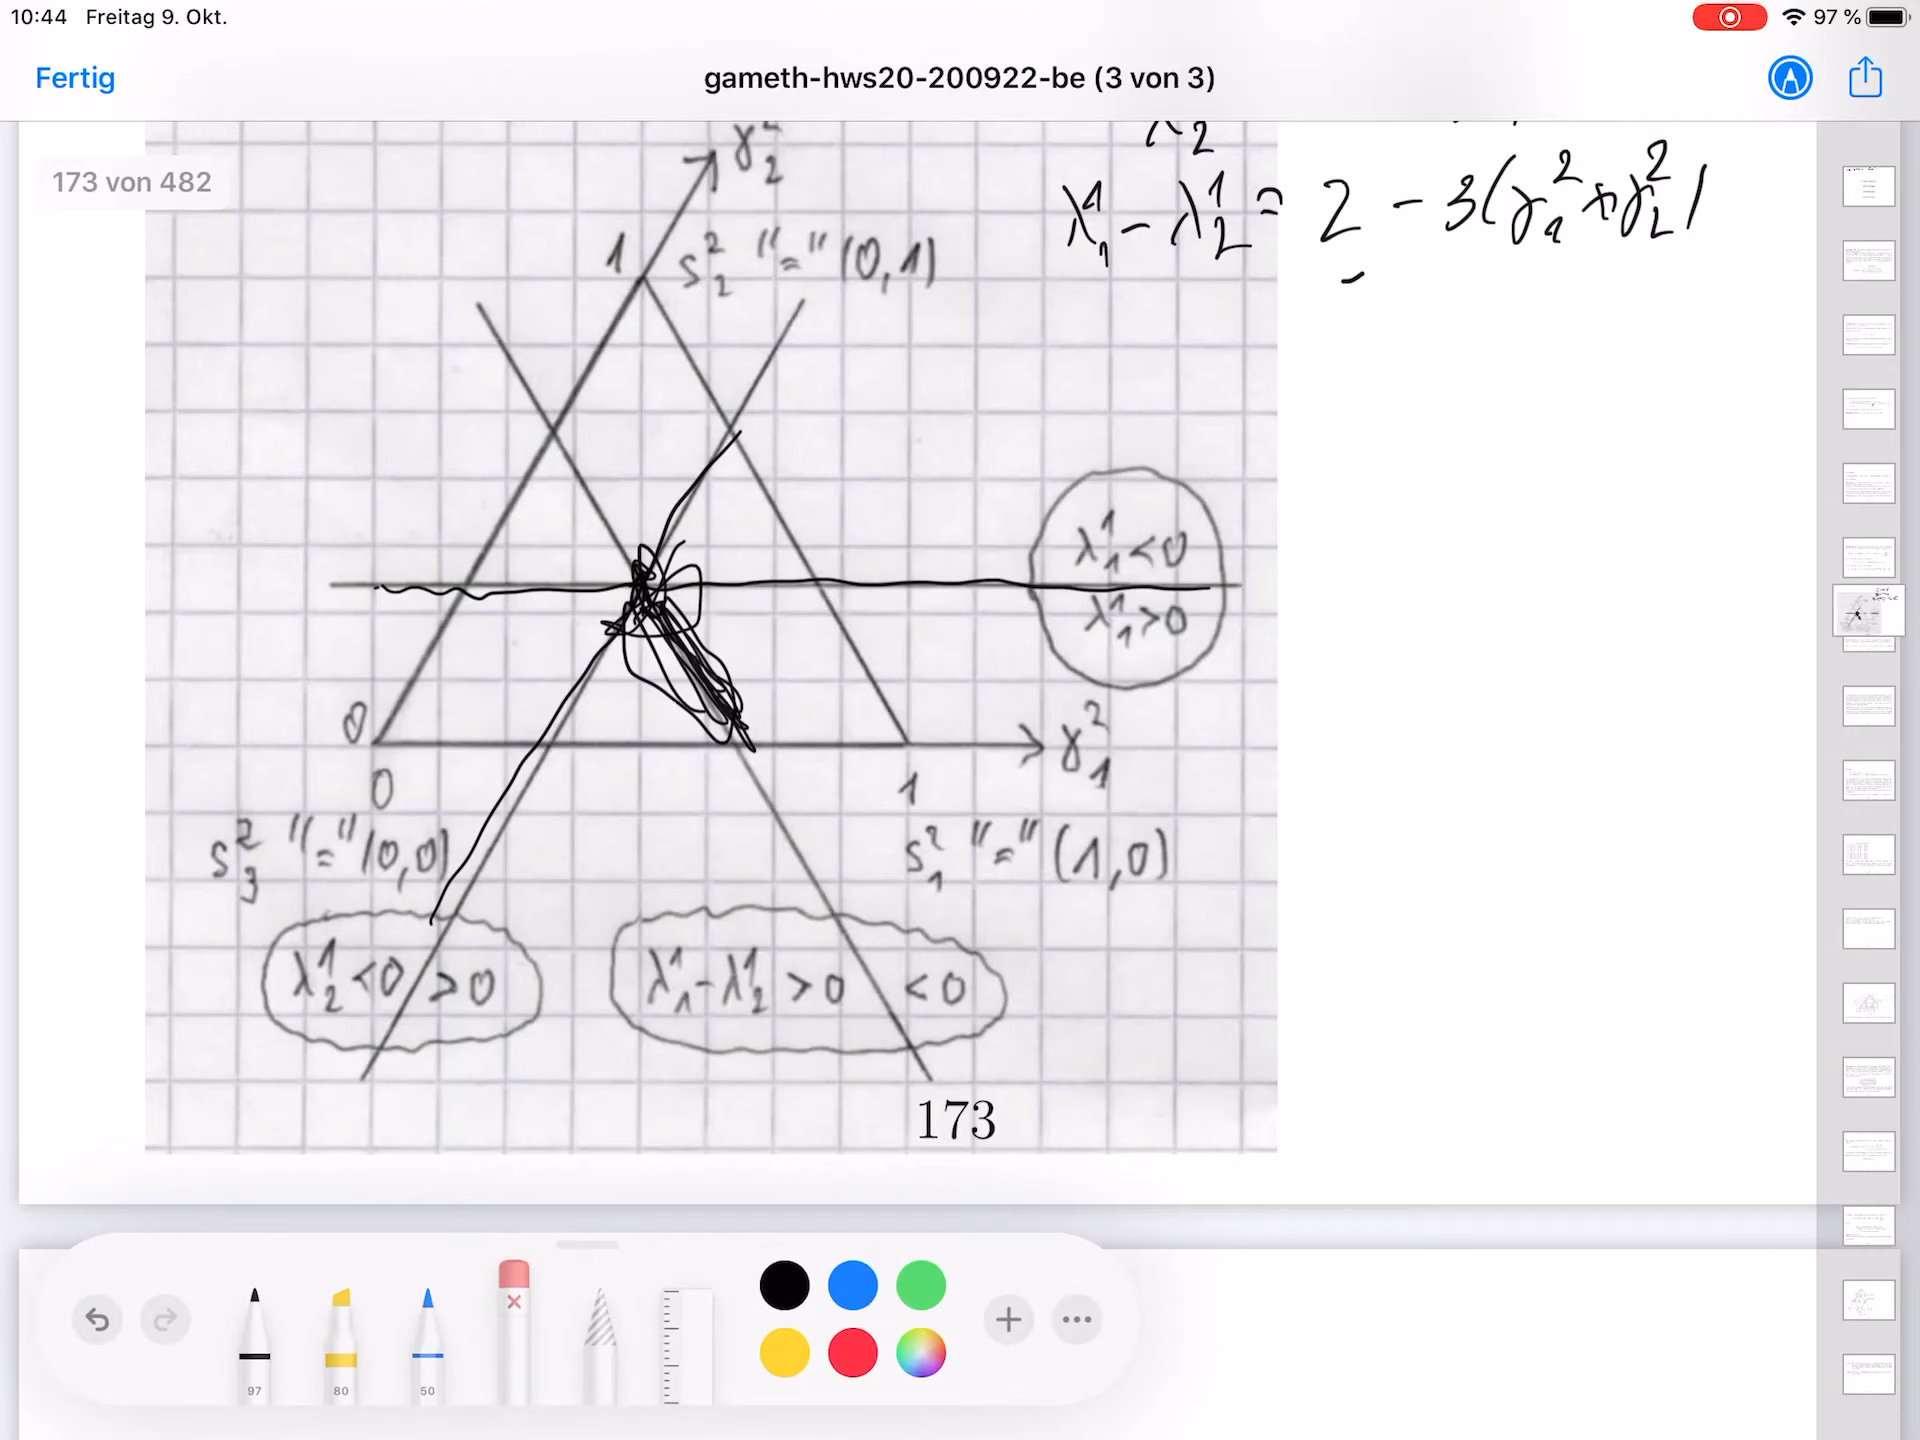 10:44 Freitag 9. Okt. 97 %
Fertig
gameth-hws20-200922-be (3 von 3)
173 von 482
γ₂²
λ₁¹ - λ₂¹ = 2 - 3(γ₁² + γ₂²)
1 s₂² "=" (0,1)
λ₁¹ < 0
λ₁¹ > 0
0
γ₁²
0 1
s₃² "=" (0,0) s₁² "=" (1,0)
λ₂¹ < 0 > 0 λ₁¹ - λ₂¹ > 0 < 0
173
97 80 50